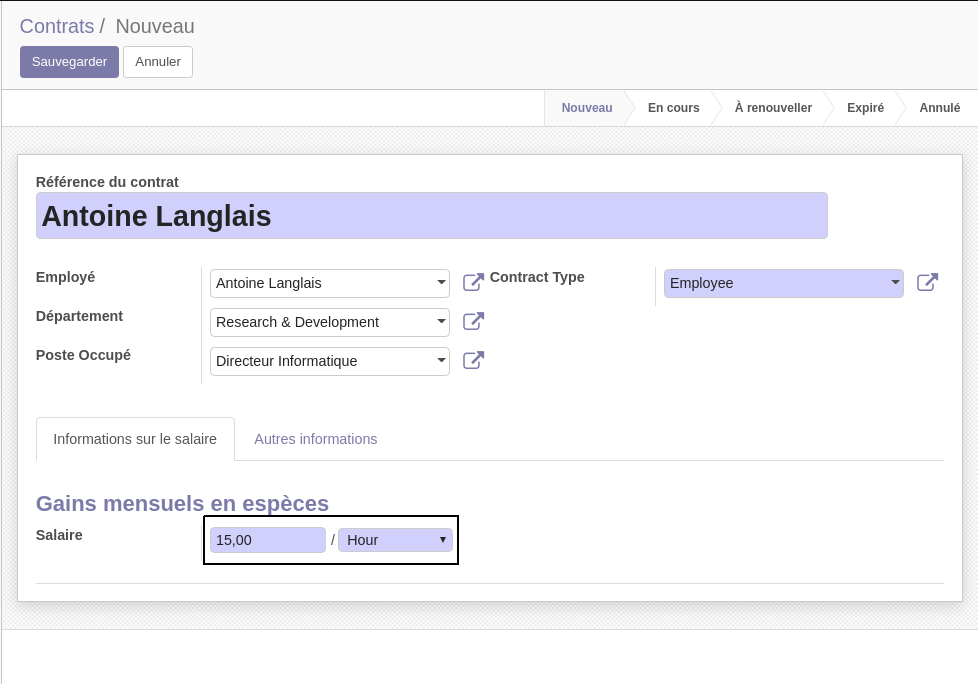 Contrats / Nouveau
Sauvegarder Annuler
Nouveau En cours À renouveller Expiré Annulé
Référence du contrat
Antoine Langlais
Employé Antoine Langlais Contract Type Employee
Département Research & Development
Poste Occupé Directeur Informatique
Informations sur le salaire Autres informations
Gains mensuels en espèces
Salaire 15,00 / Hour